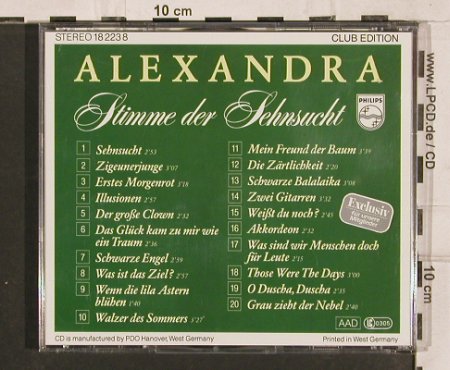 10 cm
STEREO 18 223 8
CLUB EDITION
ALEXANDRA
Stimme der Sehnsucht
PHILIPS
1 Sehnsucht 2'53
2 Zigeunerjunge 3'07
3 Erstes Morgenrot 3'18
4 Illusionen 2'57
5 Der große Clown 2'32
6 Das Glück kam zu mir wie
ein Traum 2'36
7 Schwarze Engel 2'59
8 Was ist das Ziel? 2'57
9 Wenn die lila Astern
blühen 1'40
10 Walzer des Sommers 3'27
11 Mein Freund der Baum 3'39
12 Die Zärtlichkeit 2'20
13 Schwarze Balalaika 3'08
14 Zwei Gitarren 3'32
15 Weißt du noch? 2'45
16 Akkordeon 2'12
17 Was sind wir Menschen doch
für Leute 2'15
18 Those Were The Days 3'00
19 O Duscha, Duscha 2'35
20 Grau zieht der Nebel 2'40
Exclusiv
für unsere
Mitglieder
AAD
0305
CD is manufactured by PDO Hanover, West Germany
Printed in West Germany
www.LPCD.de / CD
10 cm